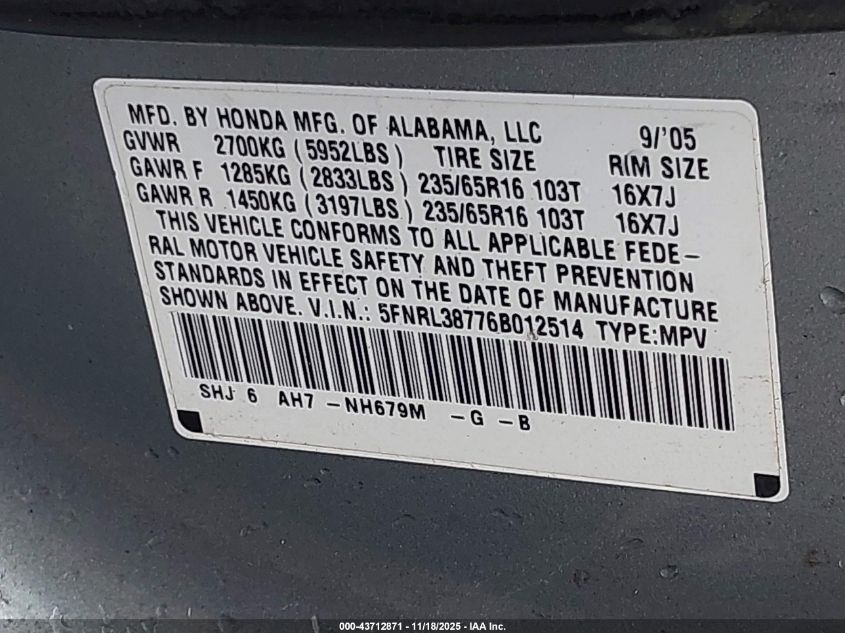 MFD. BY HONDA MFG. OF ALABAMA, LLC 9/'05
GVWR 2700KG (5952LBS) TIRE SIZE RIM SIZE
GAWR F 1285KG (2833LBS) 235/65R16 103T 16X7J
GAWR R 1450KG (3197LBS) 235/65R16 103T 16X7J
THIS VEHICLE CONFORMS TO ALL APPLICABLE FEDE-
RAL MOTOR VEHICLE SAFETY AND THEFT PREVENTION
STANDARDS IN EFFECT ON THE DATE OF MANUFACTURE
SHOWN ABOVE. V.I.N.: 5FNRL38776B012514 TYPE:MPV
SHJ 6 AH7 -NH679M -G -B
000-43712871 | 11/18/2025 - IAA Inc.